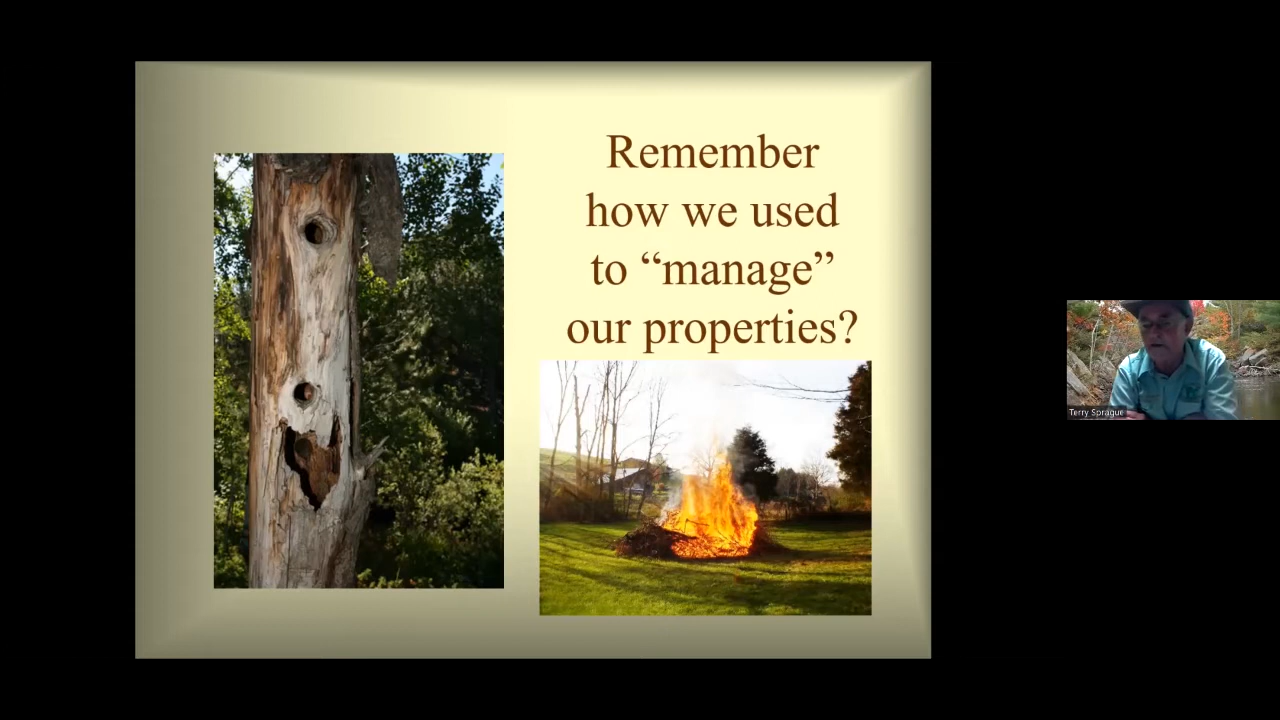 Remember
how we used
to “manage”
our properties?
Terry Sprague